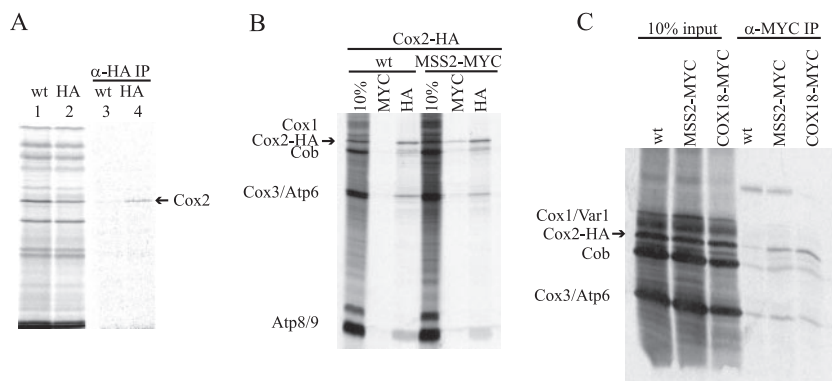 A
α-HA IP
wt HA wt HA
1 2 3 4
← Cox2
B
Cox2-HA
wt MSS2-MYC
10% MYC HA 10% MYC HA
Cox1
Cox2-HA→
Cob
Cox3/Atp6
Atp8/9
C
10% input α-MYC IP
wt MSS2-MYC COX18-MYC wt MSS2-MYC COX18-MYC
Cox1/Var1
Cox2-HA→
Cob
Cox3/Atp6